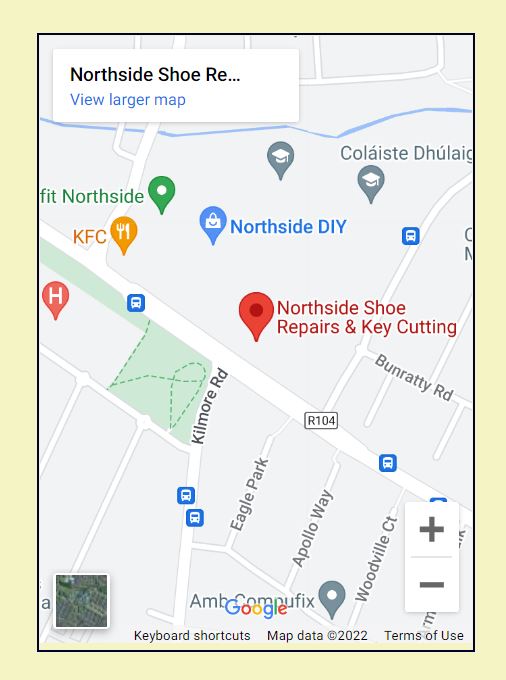 Northside Shoe Re...
View larger map
Coláiste Dhúlaig
fit Northside
KFC
Northside DIY
H
Northside Shoe
Repairs & Key Cutting
Bunratty Rd
Kilmore Rd
R104
Eagle Park
Apollo Way
Woodville Ct
+
−
Amb Compufix
Google
Keyboard shortcuts
Map data ©2022
Terms of Use